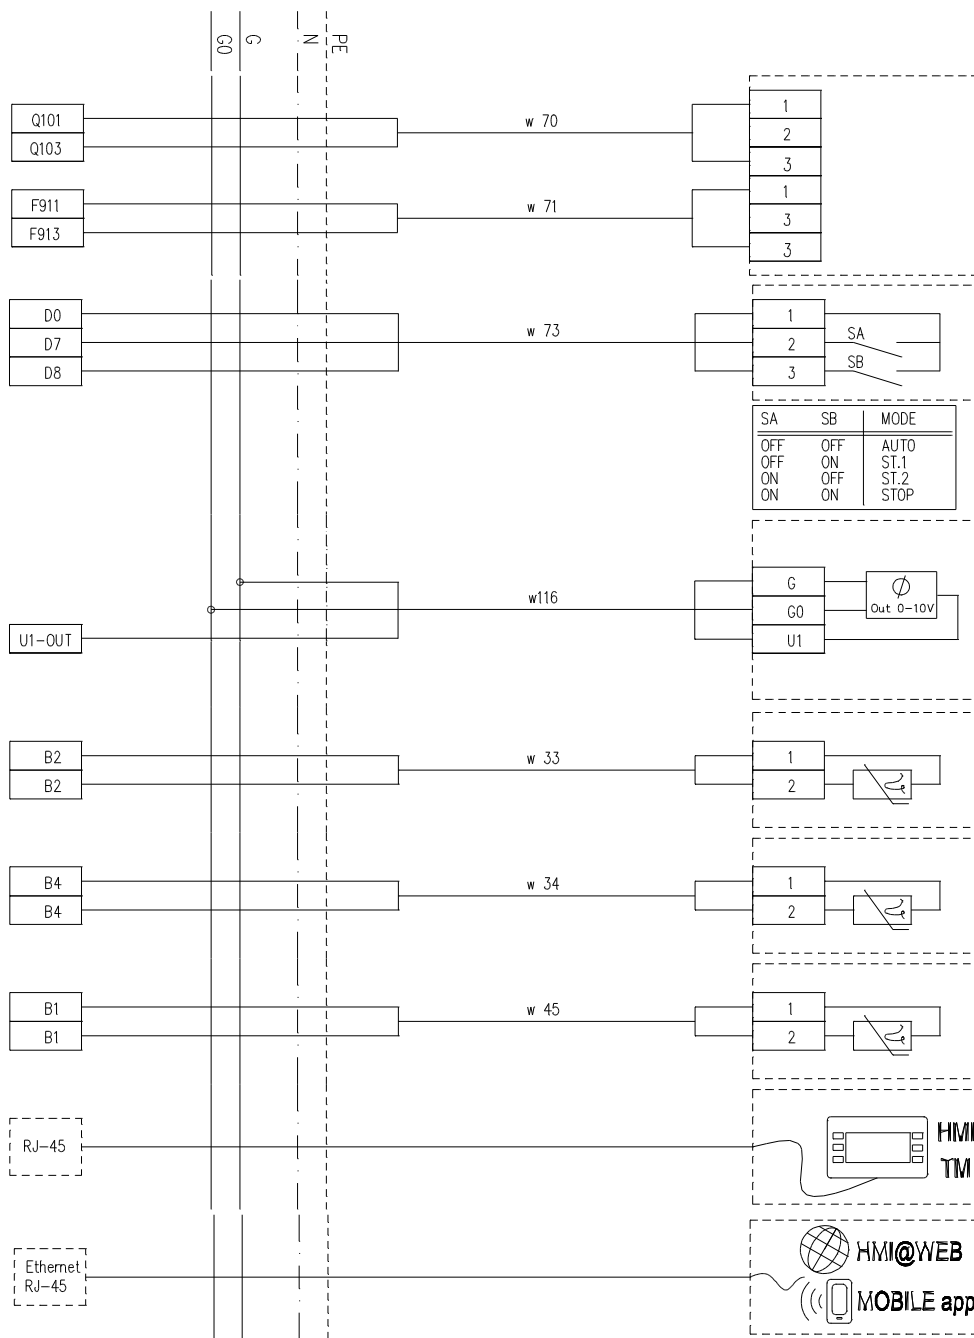 G0 G N PE
Q101 w 70 1
Q103 2
3
F911 w 71 1
F913 3
3
D0 w 73 1
D7 2 SA
D8 3 SB
SA SB MODE
OFF OFF AUTO
OFF ON ST.1
ON OFF ST.2
ON ON STOP
w116 G
G0 Out 0-10V
U1-OUT U1
B2 w 33 1
B2 2
B4 w 34 1
B4 2
B1 w 45 1
B1 2
RJ-45 HMI
TM
Ethernet HMI@WEB
RJ-45
MOBILE app